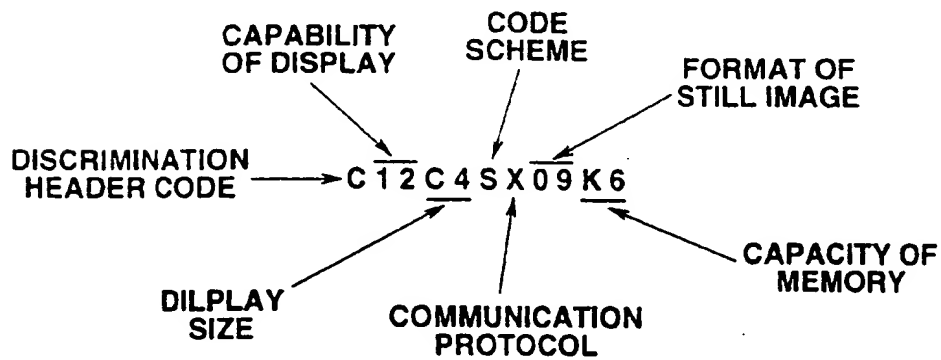 CAPABILITY
OF DISPLAY
CODE
SCHEME
FORMAT OF
STILL IMAGE
DISCRIMINATION
HEADER CODE
C 1 2 C 4 S X 0 9 K 6
DILPLAY
SIZE
COMMUNICATION
PROTOCOL
CAPACITY OF
MEMORY